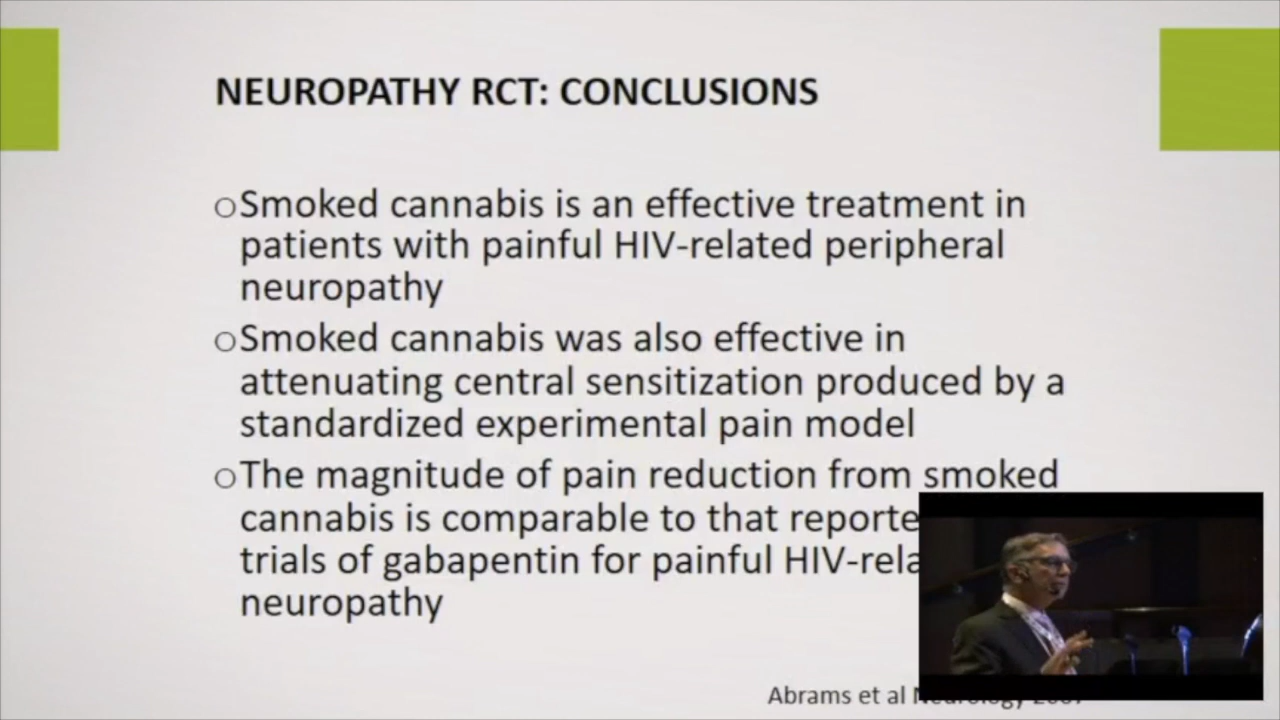 NEUROPATHY RCT: CONCLUSIONS
oSmoked cannabis is an effective treatment in
patients with painful HIV-related peripheral
neuropathy
oSmoked cannabis was also effective in
attenuating central sensitization produced by a
standardized experimental pain model
oThe magnitude of pain reduction from smoked
cannabis is comparable to that reporte
trials of gabapentin for painful HIV-rela
neuropathy
Abrams et al